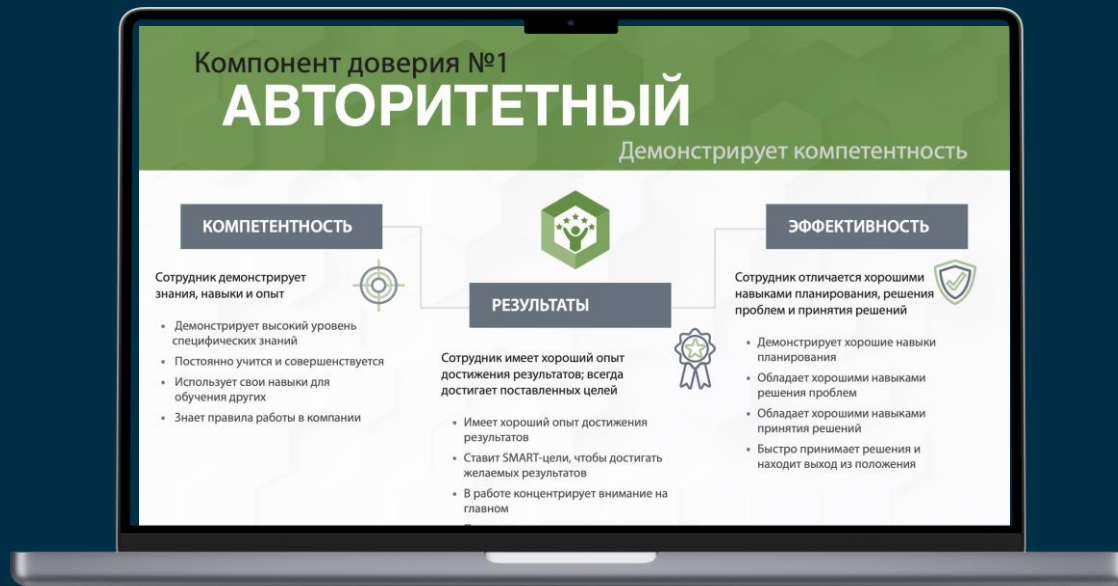 Компонент доверия №1
АВТОРИТЕТНЫЙ
Демонстрирует компетентность
КОМПЕТЕНТНОСТЬ
Сотрудник демонстрирует
знания, навыки и опыт
• Демонстрирует высокий уровень
специфических знаний
• Постоянно учится и совершенствуется
• Использует свои навыки для
обучения других
• Знает правила работы в компании
РЕЗУЛЬТАТЫ
Сотрудник имеет хороший опыт
достижения результатов; всегда
достигает поставленных целей
• Имеет хороший опыт достижения
результатов
• Ставит SMART-цели, чтобы достигать
желаемых результатов
• В работе концентрирует внимание на
главном
ЭФФЕКТИВНОСТЬ
Сотрудник отличается хорошими
навыками планирования, решения
проблем и принятия решений
• Демонстрирует хорошие навыки
планирования
• Обладает хорошими навыками
решения проблем
• Обладает хорошими навыками
принятия решений
• Быстро принимает решения и
находит выход из положения